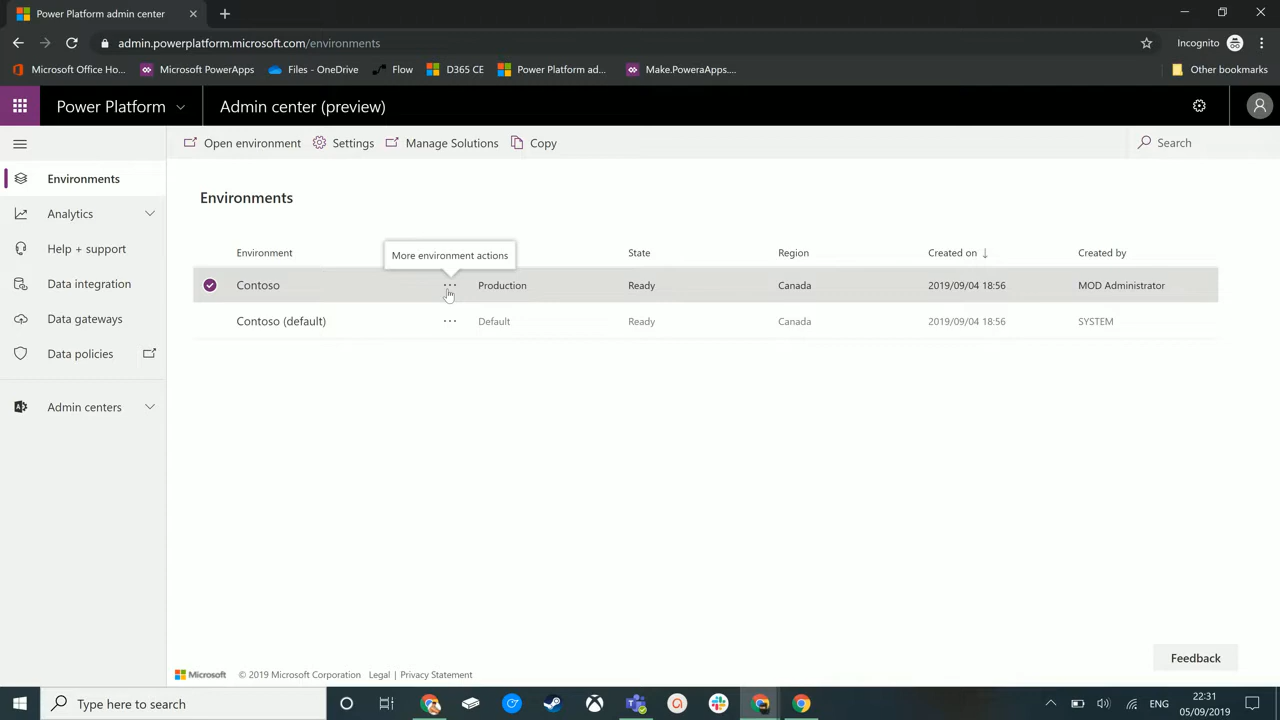 Power Platform admin center
admin.powerplatform.microsoft.com/environments
Incognito
Microsoft Office Ho...
Microsoft PowerApps
Files - OneDrive
Flow
D365 CE
Power Platform ad...
Make.PoweraApps....
Other bookmarks
Power Platform
Admin center (preview)
Open environment
Settings
Manage Solutions
Copy
Search
Environments
Analytics
Help + support
Data integration
Data gateways
Data policies
Admin centers
Environments
Environment
More environment actions
State
Region
Created on
Created by
Contoso ... Production Ready Canada 2019/09/04 18:56 MOD Administrator
Contoso (default) ... Default Ready Canada 2019/09/04 18:56 SYSTEM
Feedback
Microsoft © 2019 Microsoft Corporation Legal | Privacy Statement
Type here to search
ENG
22:31
05/09/2019